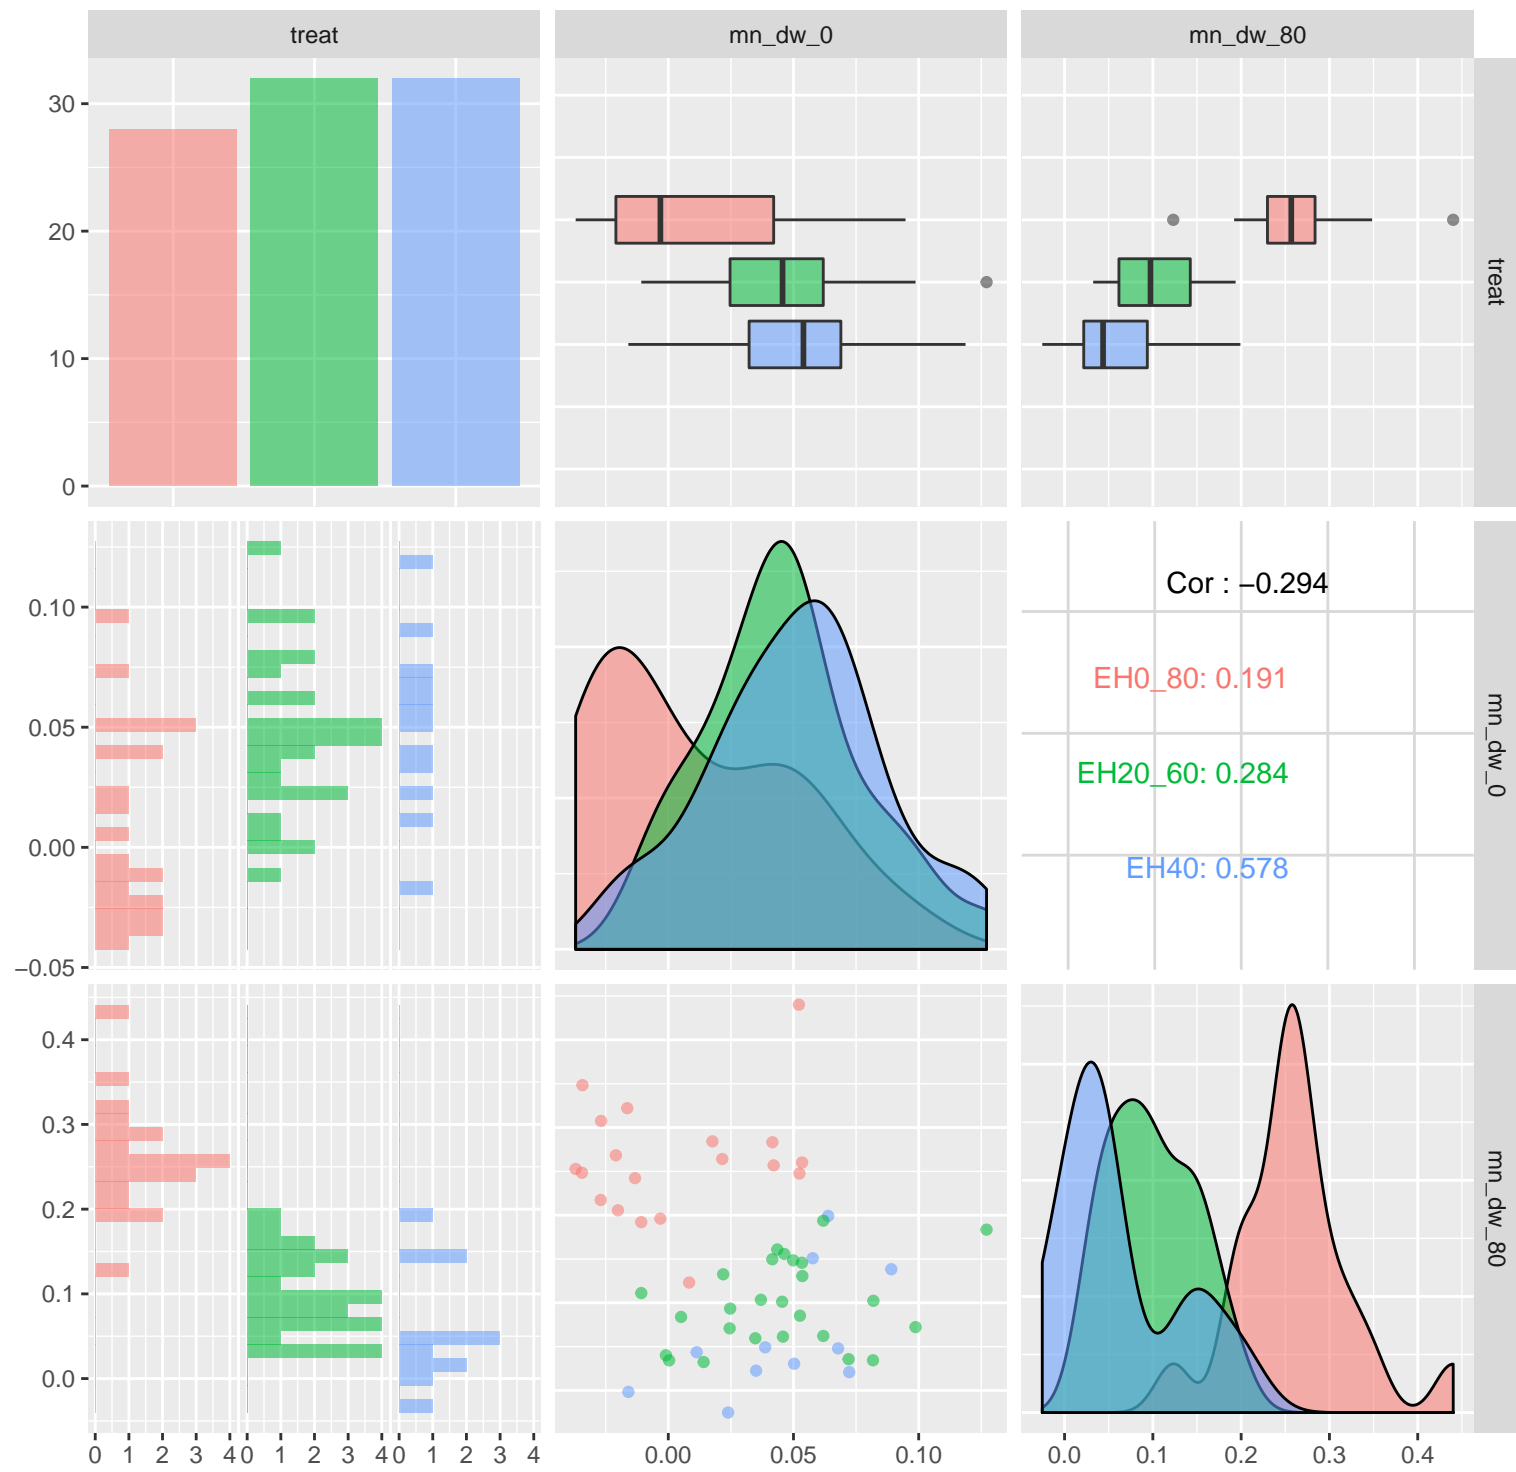 treat mn_dw_0 mn_dw_80
30
20
10
0
treat
0.10
0.05
0.00
−0.05
Cor : −0.294
EH0_80: 0.191
EH20_60: 0.284
EH40: 0.578
mn_dw_0
0.4
0.3
0.2
0.1
0.0
mn_dw_80
0 1 2 3 4 0 1 2 3 4 0 1 2 3 4 0.00 0.05 0.10 0.0 0.1 0.2 0.3 0.4